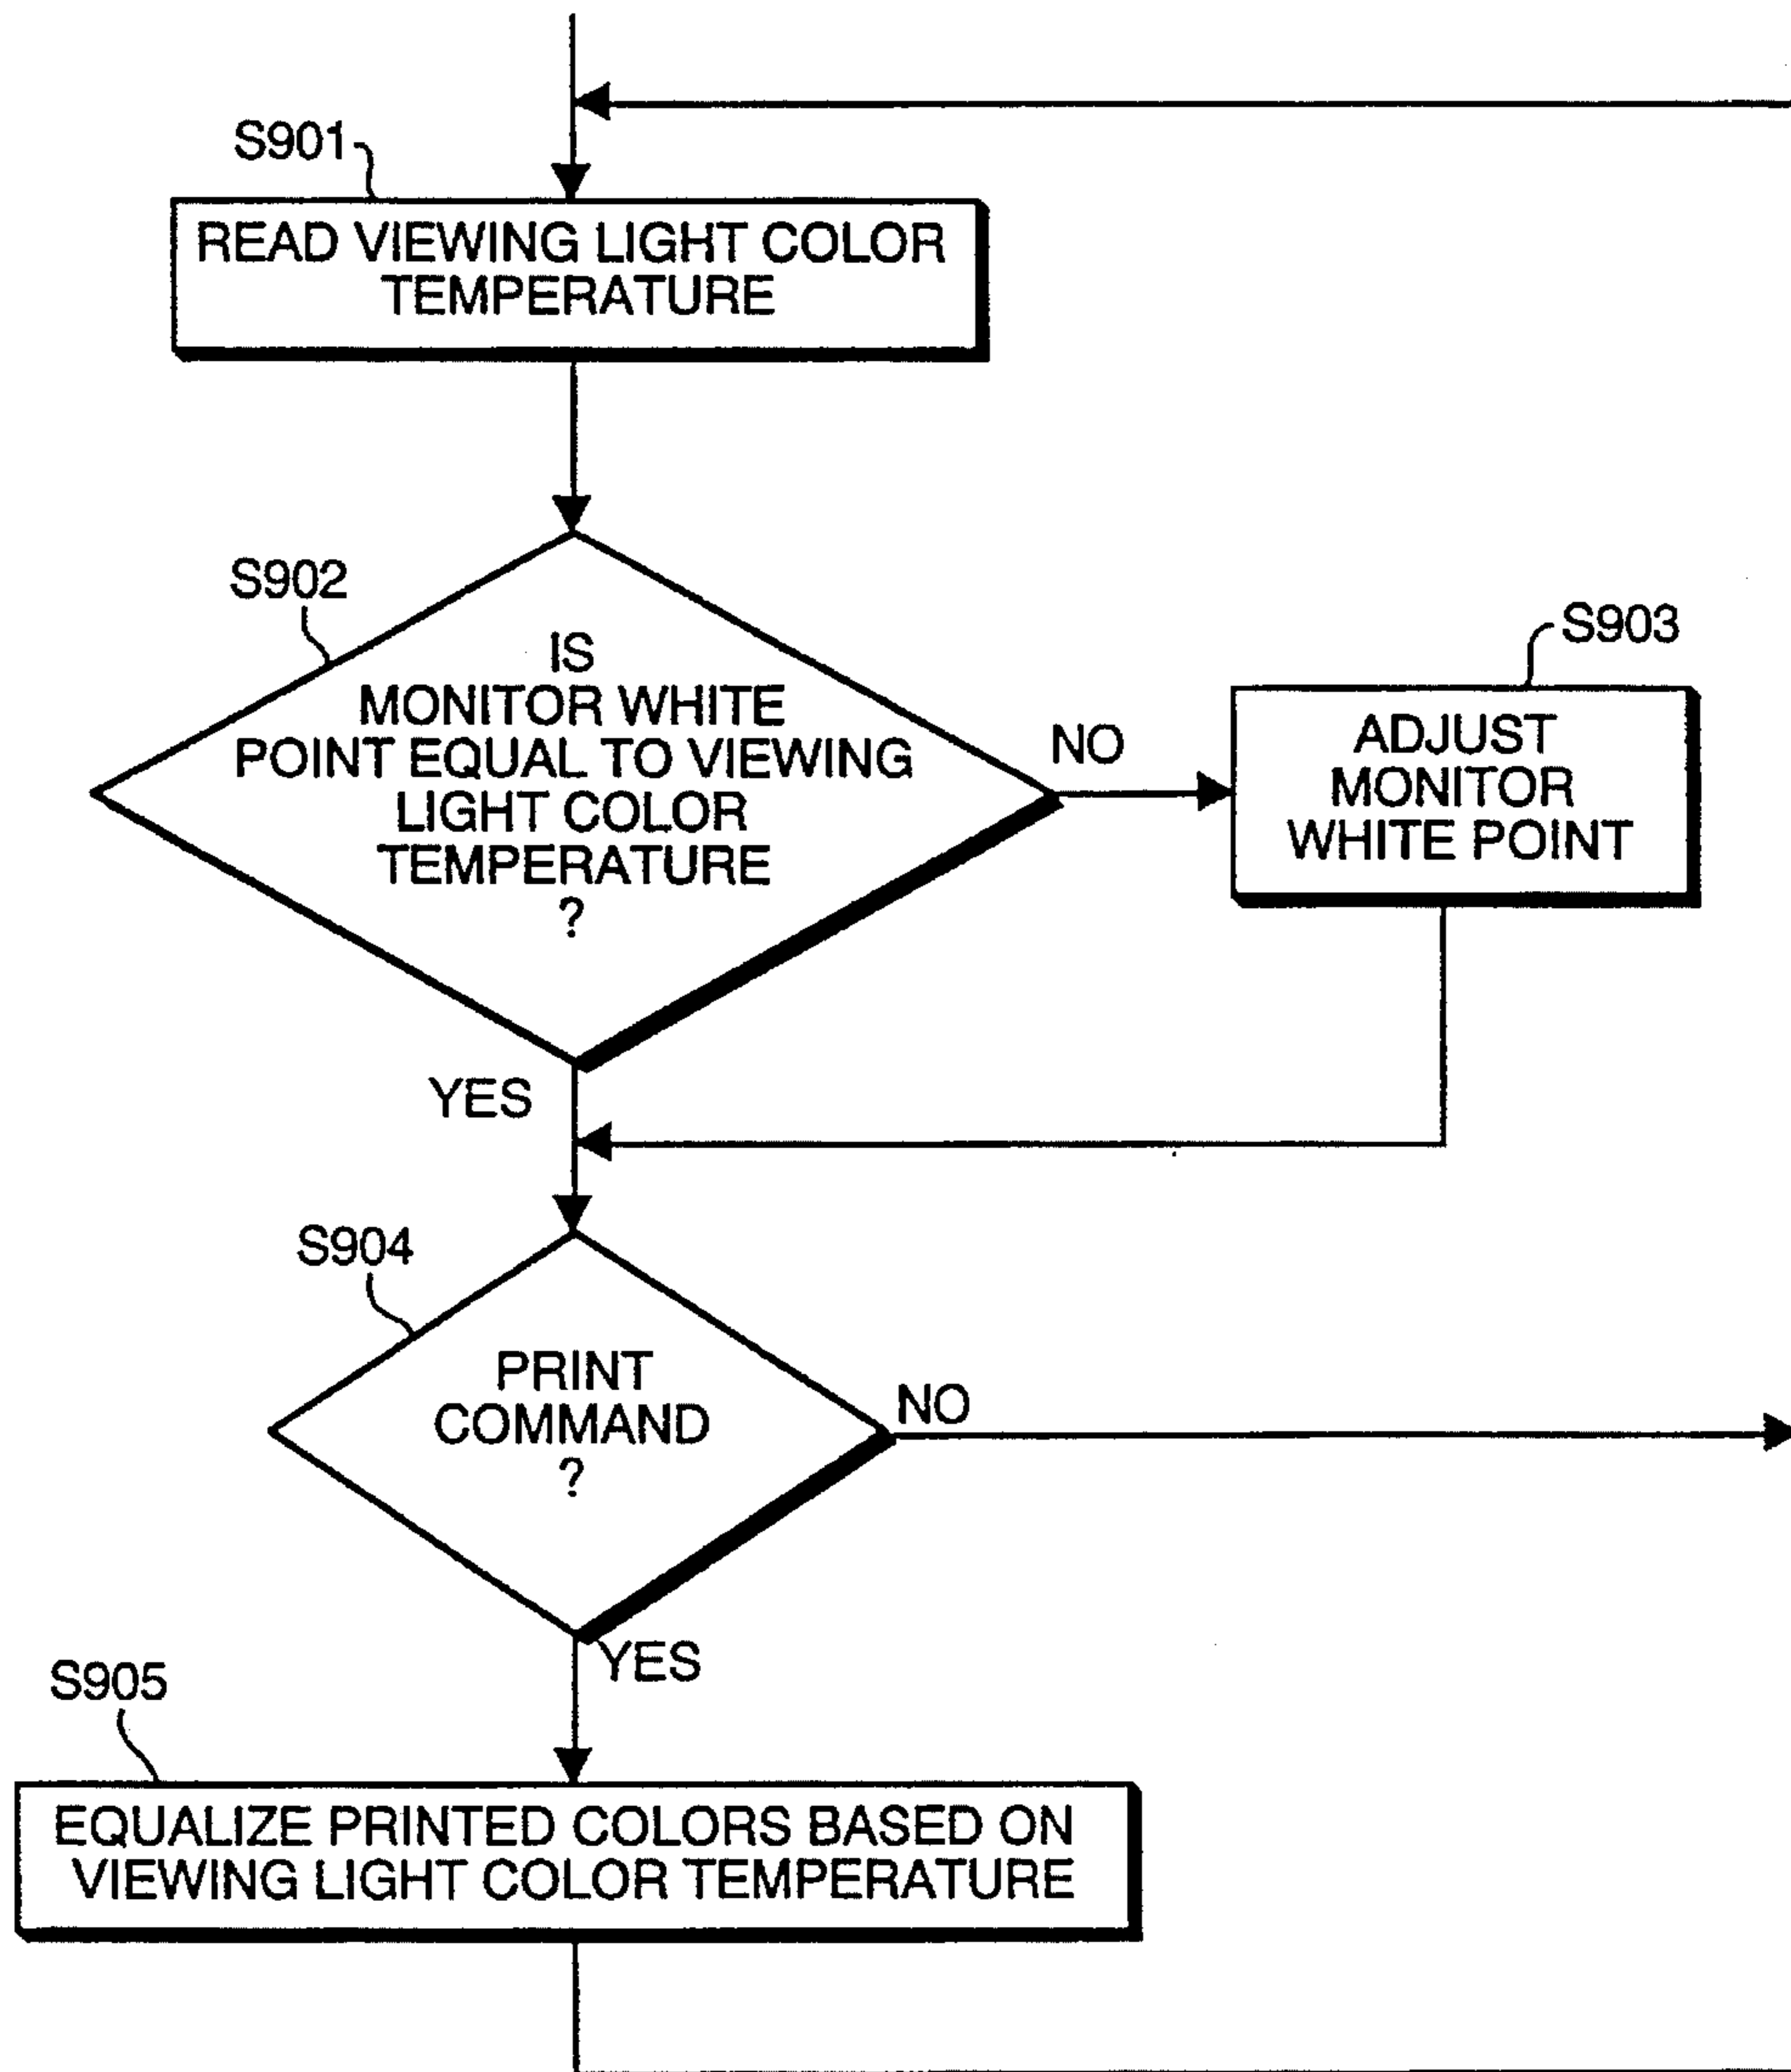 S901
READ VIEWING LIGHT COLOR
TEMPERATURE
S902
IS
MONITOR WHITE
POINT EQUAL TO VIEWING
LIGHT COLOR
TEMPERATURE
?
NO
S903
ADJUST
MONITOR
WHITE POINT
YES
S904
PRINT
COMMAND
?
NO
YES
S905
EQUALIZE PRINTED COLORS BASED ON
VIEWING LIGHT COLOR TEMPERATURE